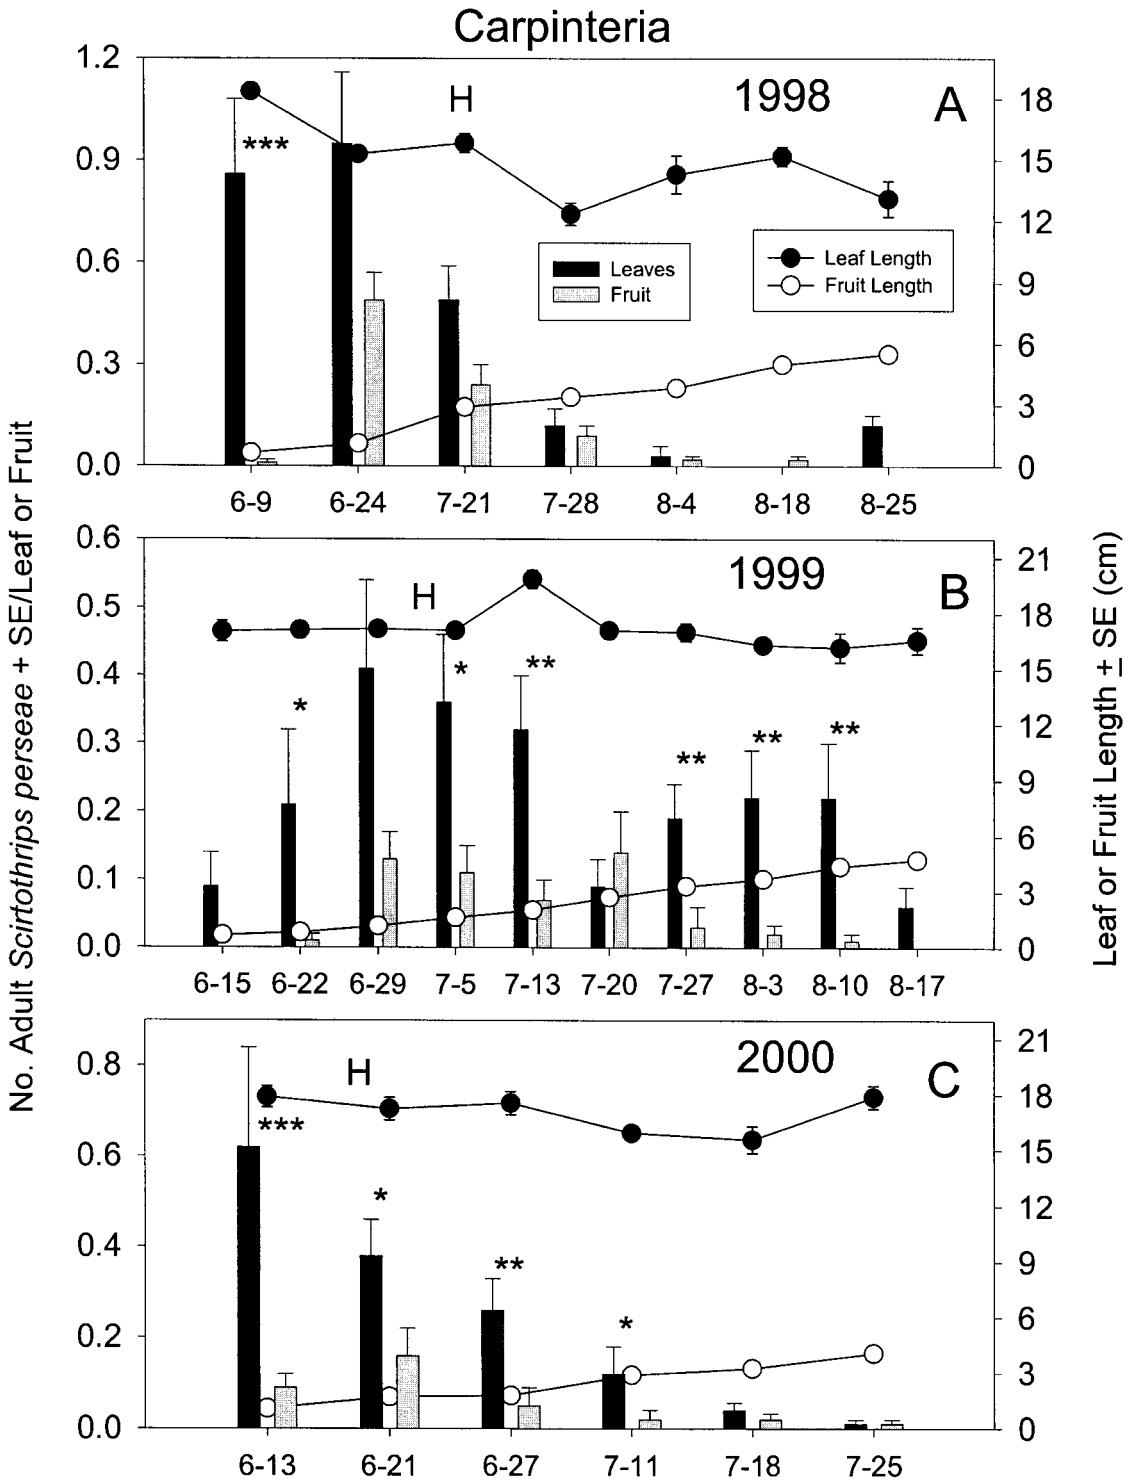 Carpinteria
No. Adult Scirtothrips perseae + SE/Leaf or Fruit
Leaf or Fruit Length ± SE (cm)
1.2
0.9
0.6
0.3
0.0
H
1998
A
***
Leaves
Fruit
Leaf Length
Fruit Length
18
15
12
9
6
3
0
6-9 6-24 7-21 7-28 8-4 8-18 8-25
0.6
0.5
0.4
0.3
0.2
0.1
0.0
H
1999
B
* * ** ** ** **
21
18
15
12
9
6
3
0
6-15 6-22 6-29 7-5 7-13 7-20 7-27 8-3 8-10 8-17
0.8
0.6
0.4
0.2
0.0
H
2000
C
***
*
**
*
21
18
15
12
9
6
3
0
6-13 6-21 6-27 7-11 7-18 7-25